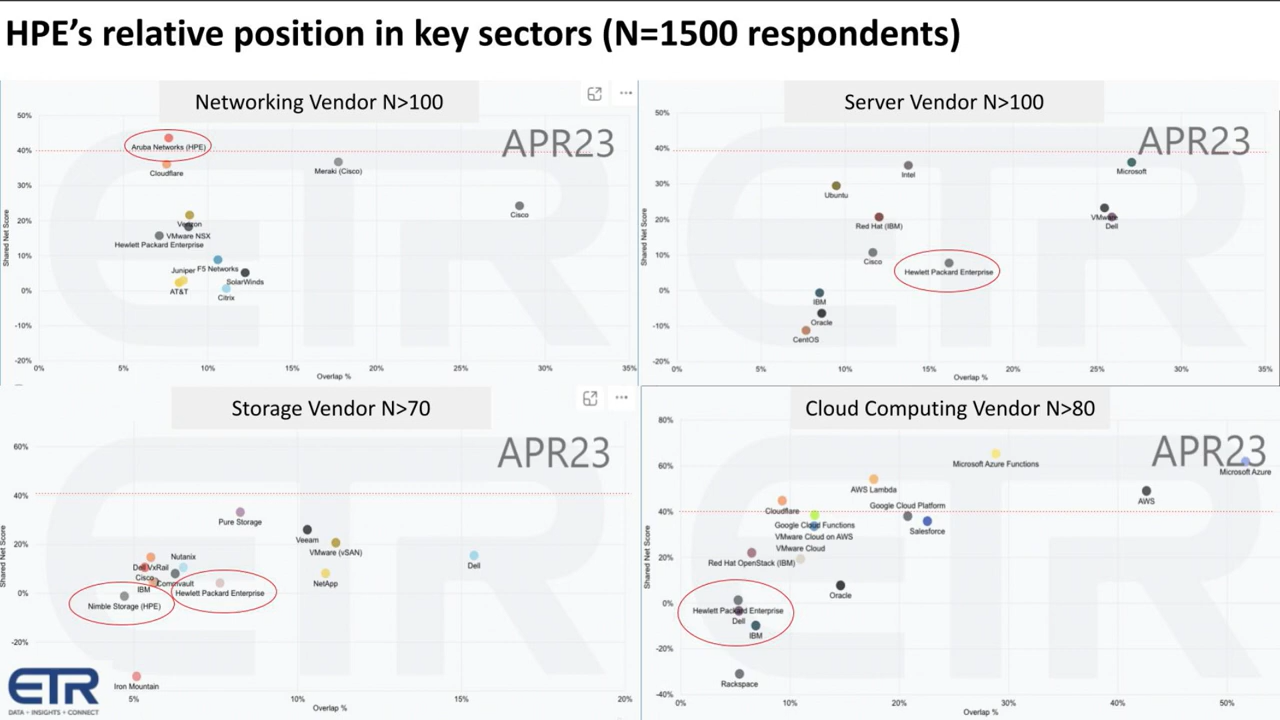 HPE’s relative position in key sectors (N=1500 respondents)
Networking Vendor N>100
APR23
Shared Net Score
50%
40%
30%
20%
10%
0%
-10%
-20%
Aruba Networks (HPE)
Cloudflare
Meraki (Cisco)
Cisco
Verizon
VMware NSX
Hewlett Packard Enterprise
Juniper
F5 Networks
SolarWinds
AT&T
Citrix
0%
5%
10%
15%
20%
25%
30%
35%
Overlap %
Server Vendor N>100
APR23
Shared Net Score
50%
40%
30%
20%
10%
0%
-10%
-20%
Microsoft
Intel
Ubuntu
VMware
Dell
Red Hat (IBM)
Cisco
Hewlett Packard Enterprise
IBM
Oracle
CentOS
0%
5%
10%
15%
20%
25%
30%
35%
Overlap %
Storage Vendor N>70
APR23
Shared Net Score
60%
40%
20%
0%
-20%
Pure Storage
Veeam
VMware (vSAN)
Nutanix
Dell VxRail
Dell
Cisco
Commvault
NetApp
IBM
Hewlett Packard Enterprise
Nimble Storage (HPE)
Iron Mountain
5%
10%
15%
20%
Overlap %
ETR
DATA • INSIGHTS • CONNECT
Cloud Computing Vendor N>80
APR23
Shared Net Score
80%
60%
40%
20%
0%
-20%
-40%
Microsoft Azure Functions
Microsoft Azure
AWS Lambda
AWS
Cloudflare
Google Cloud Platform
Google Cloud Functions
Salesforce
VMware Cloud on AWS
VMware Cloud
Red Hat OpenStack (IBM)
Oracle
Hewlett Packard Enterprise
Dell
IBM
Rackspace
0%
10%
20%
30%
40%
50%
Overlap %